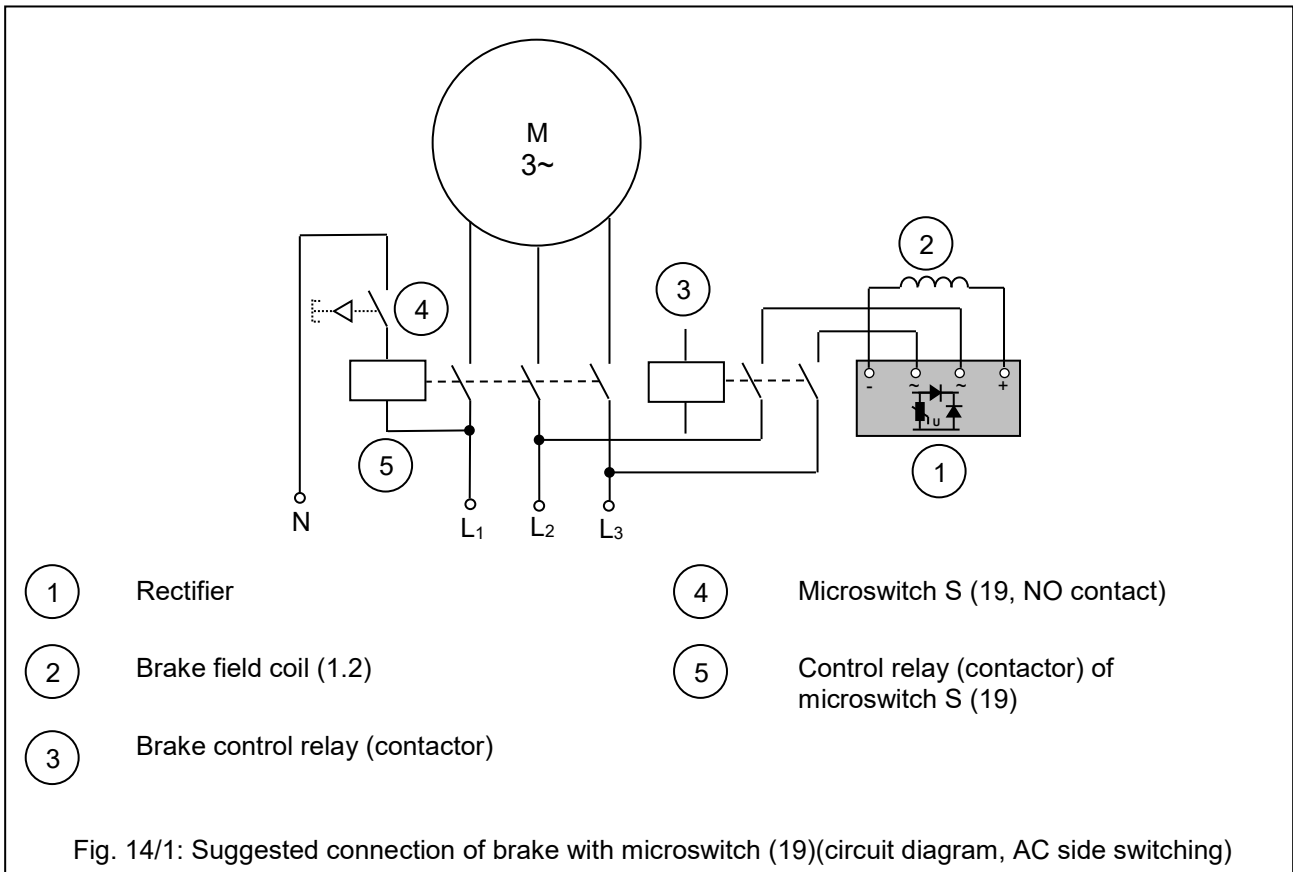 M
3~
2
3
4
- ~ ~ +
U
5
1
N
L₁
L₂
L₃
1 Rectifier
4 Microswitch S (19, NO contact)
2 Brake field coil (1.2)
5 Control relay (contactor) of
microswitch S (19)
3 Brake control relay (contactor)
Fig. 14/1: Suggested connection of brake with microswitch (19)(circuit diagram, AC side switching)